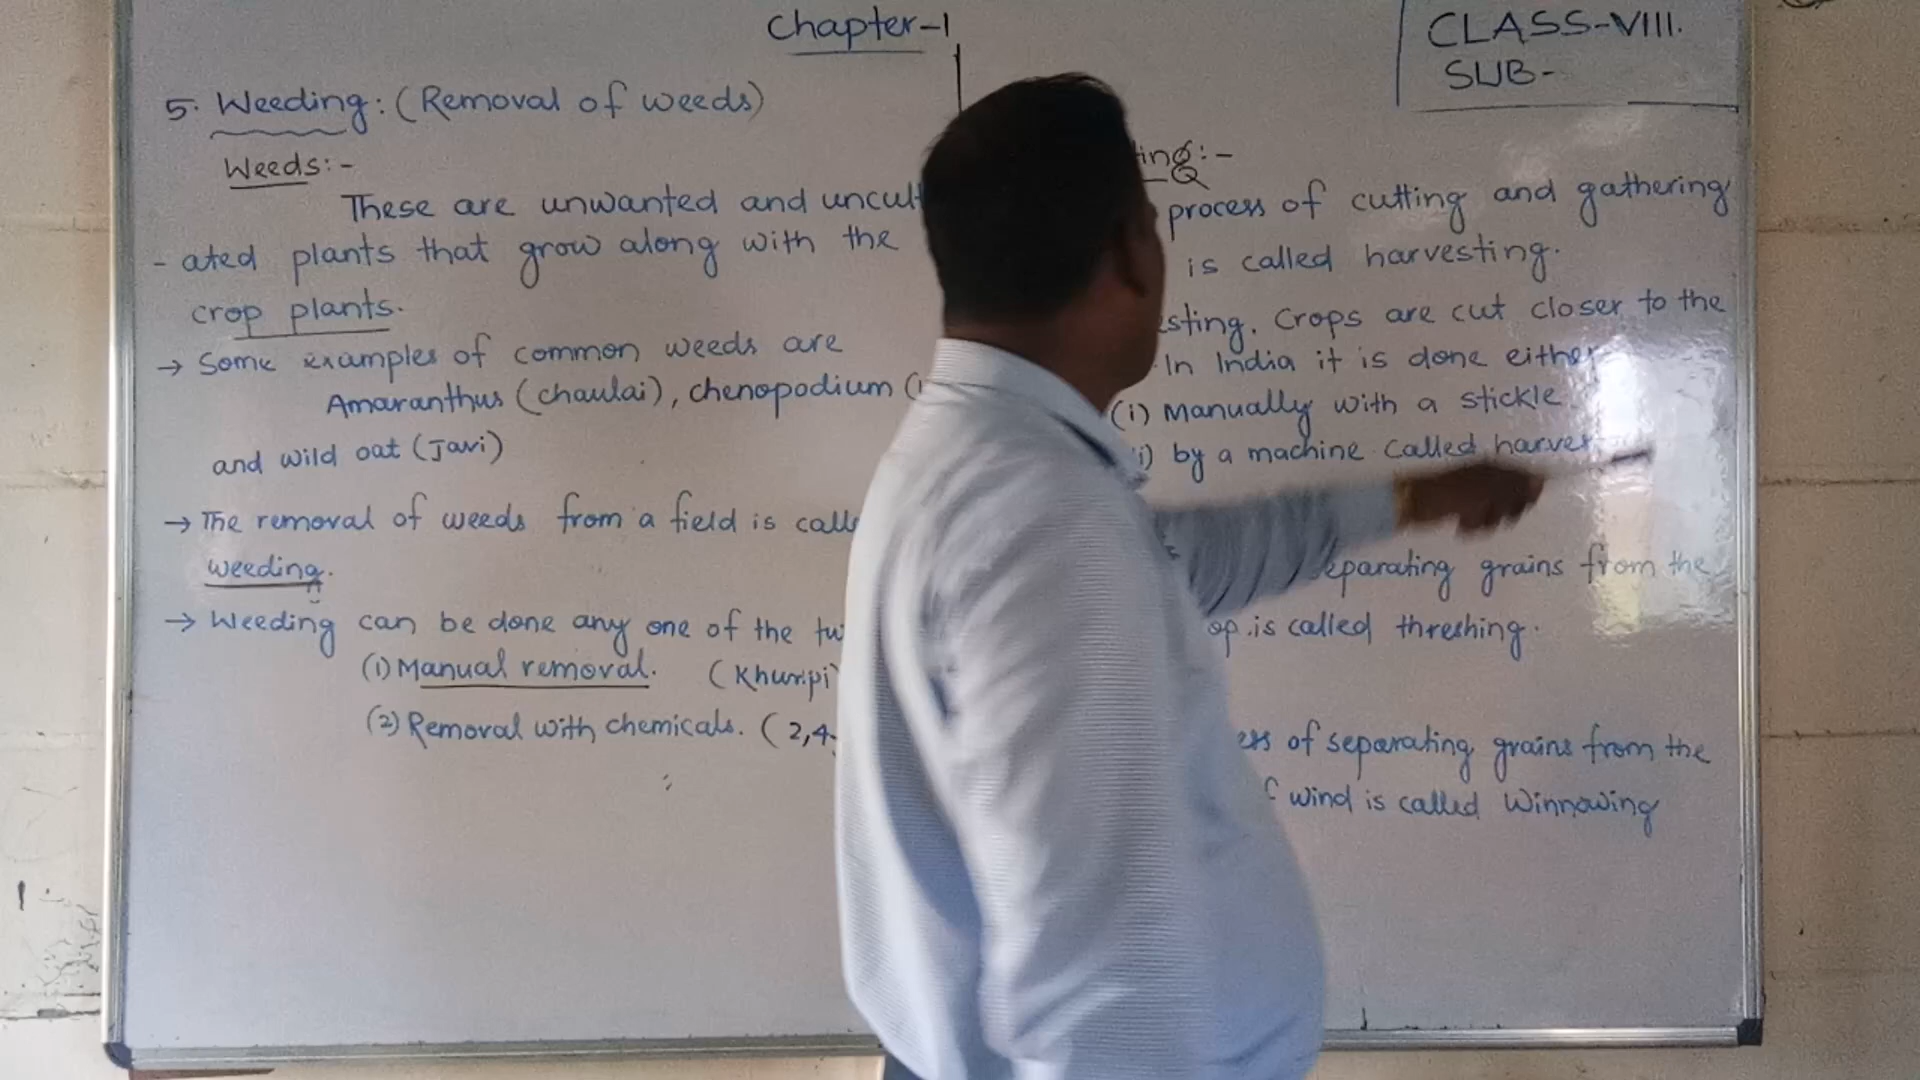 Chapter-1
CLASS-VIII.
SUB-
5. Weeding: (Removal of weeds)
Weeds:-
These are unwanted and uncult
- ated plants that grow along with the
crop plants.
→ Some examples of common weeds are
Amaranthus (chaulai), chenopodium (
and wild oat (Javi)
→ The removal of weeds from a field is calle
weeding.
→ Weeding can be done any one of the tw
(1) Manual removal. (Khurpi)
(2) Removal with chemicals. (2,4-
ting:-
process of cutting and gathering
is called harvesting.
sting. Crops are cut closer to the
In India it is done either
(i) Manually with a stickle
i) by a machine called harves
separating grains from the
op is called threshing.
ess of separating grains from the
wind is called Winnowing